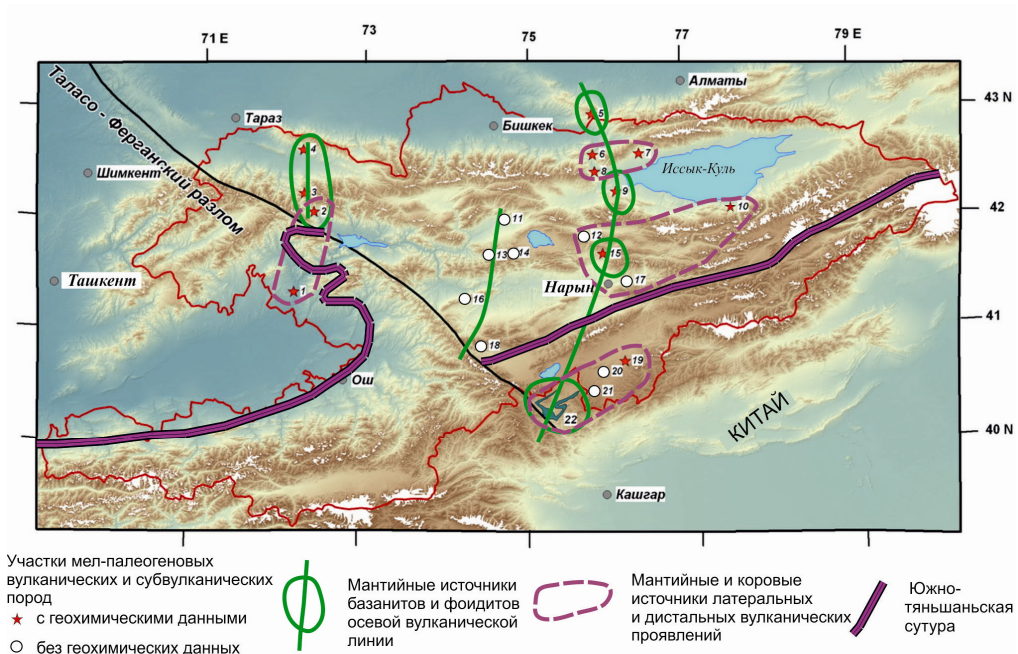 71 E
73
75
77
79 E
43 N
42
41
40 N
Таласо - Ферганский разлом
Алматы
Тараз
Бишкек
Шимкент
Иссык-Куль
Ташкент
Нарын
Ош
КИТАЙ
Кашгар
1
2
3
4
5
6
7
8
9
10
11
12
13
14
15
16
17
18
19
20
21
22
Участки мел-палеогеновых
вулканических и субвулканических
пород
с геохимическими данными
без геохимических данных
Мантийные источники
базанитов и фоидитов
осевой вулканической
линии
Мантийные и коровые
источники латеральных
и дистальных вулканических
проявлений
Южно-
тяньшаньская
сутура